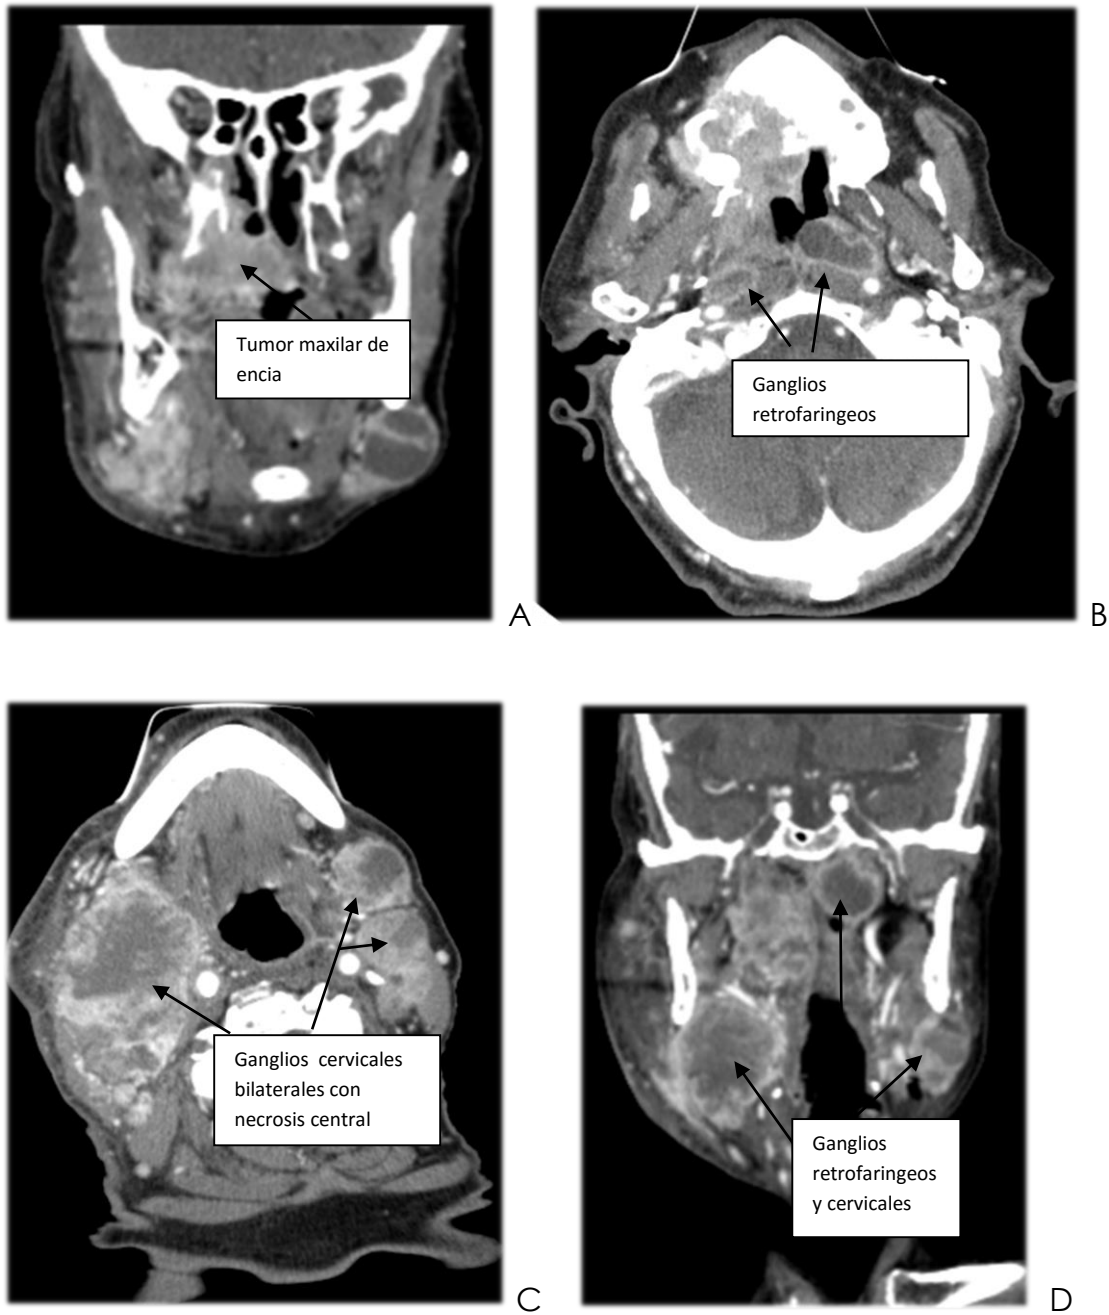 Tumor maxilar de
encia
A
Ganglios
retrofaringeos
B
Ganglios cervicales
bilaterales con
necrosis central
C
Ganglios
retrofaringeos
y cervicales
D